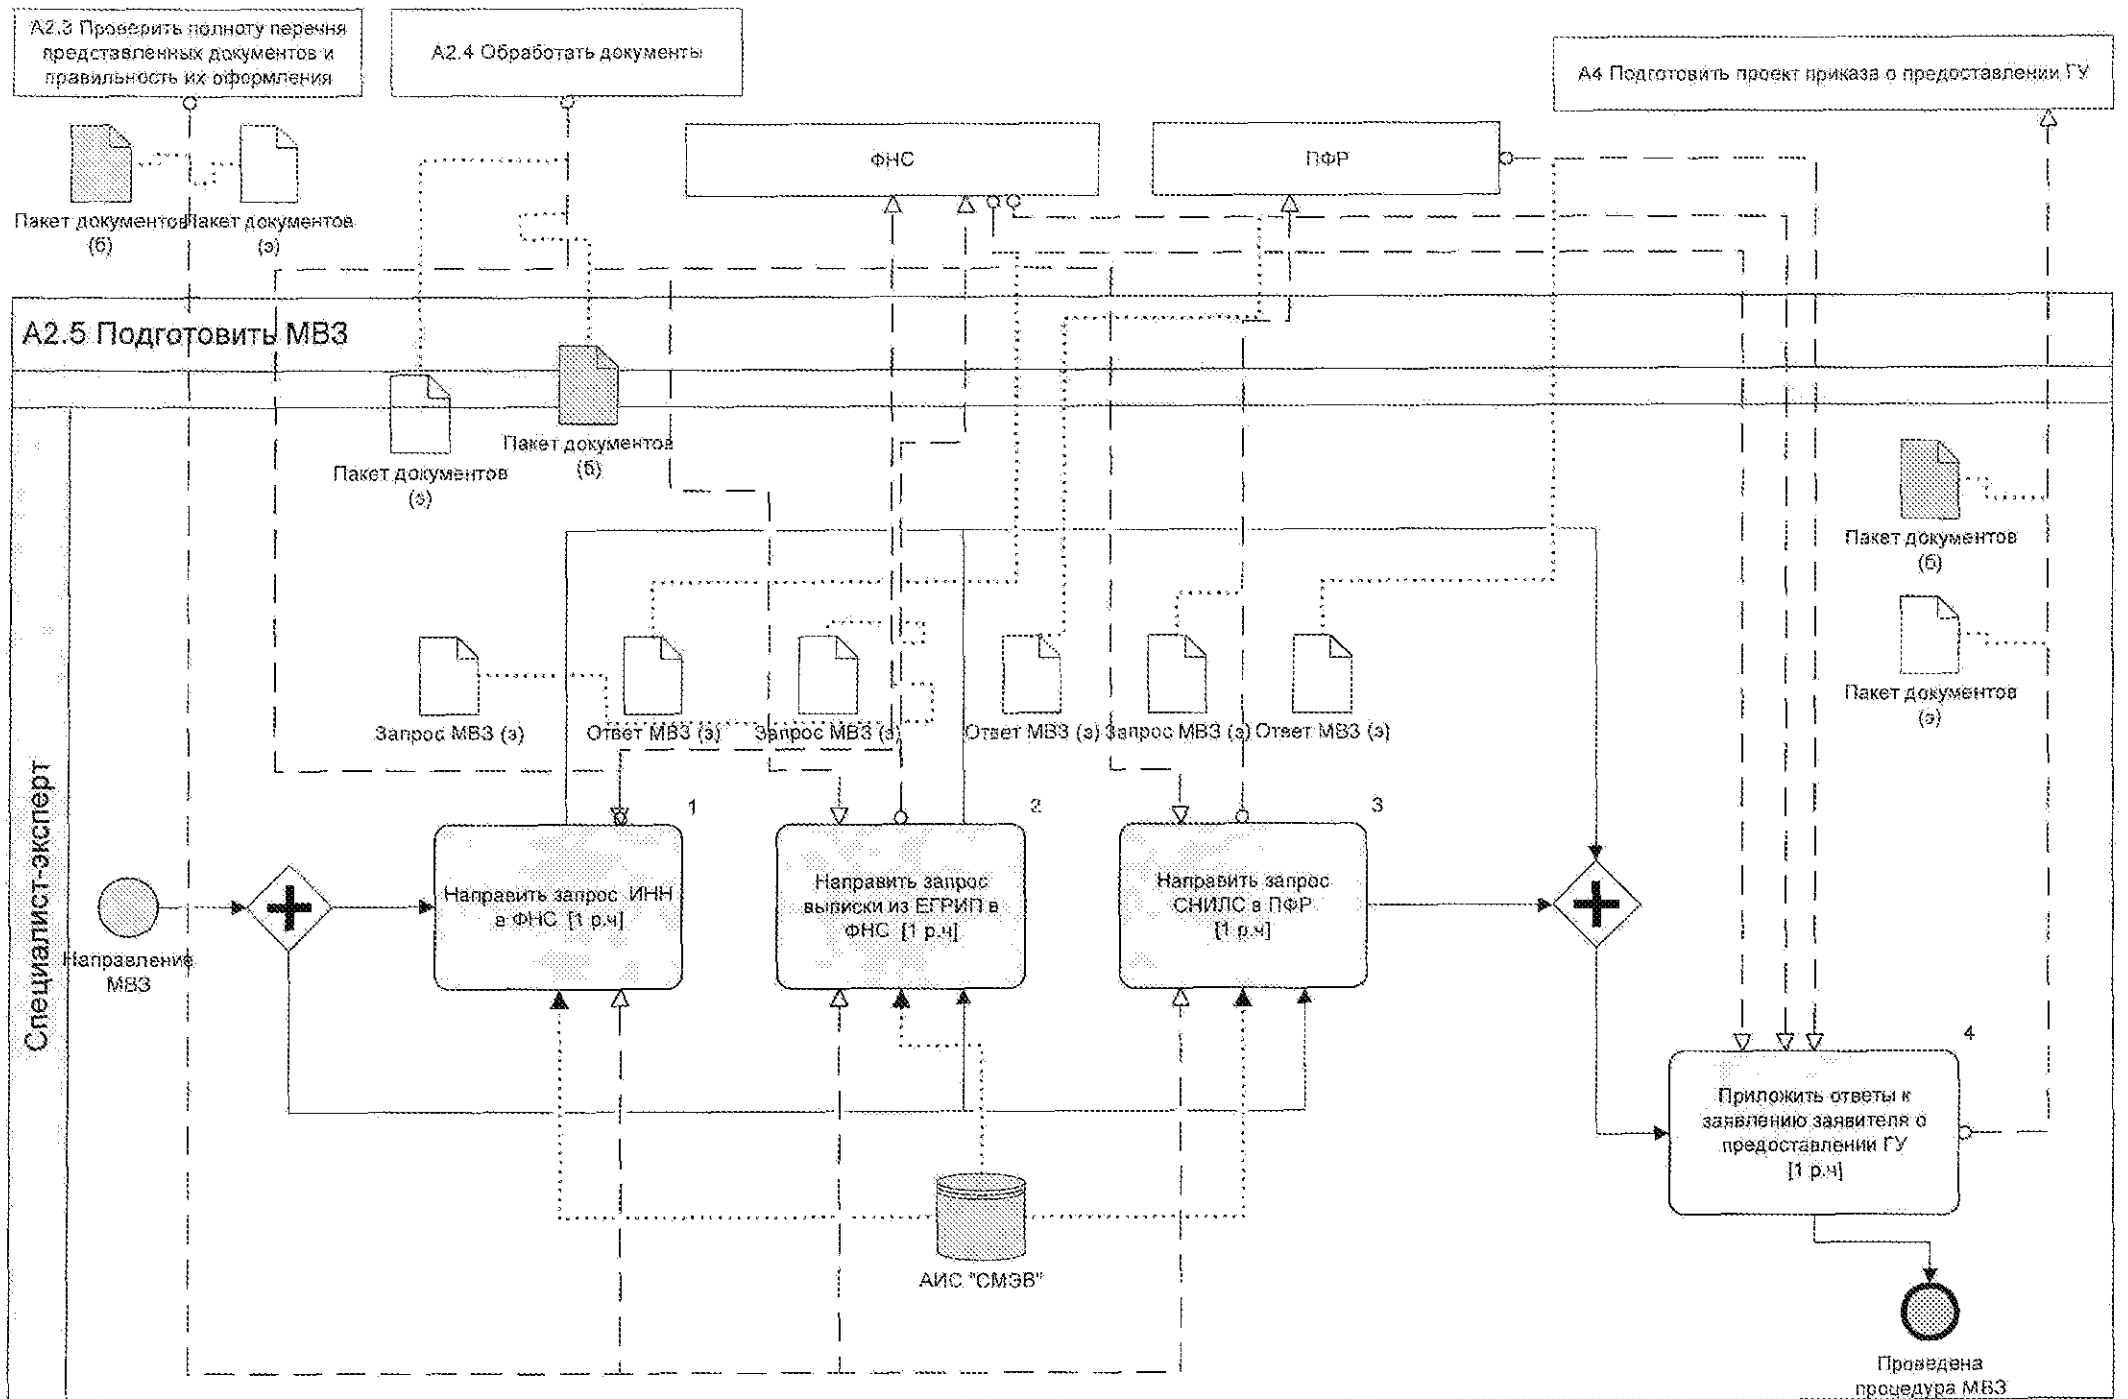 А2.3 Проверить полноту перечня
представленных документов и
правильность их оформления
А2.4 Обработать документы
А4 Подготовить проект приказа о предоставлении ГУ
ФНС
ПФР
Пакет документов
(б)
Пакет документов
(э)
А2.5 Подготовить МВЗ
Пакет документов
(э)
Пакет документов
(б)
Пакет документов
(б)
Пакет документов
(э)
Запрос МВЗ (э)
Ответ МВЗ (э)
Запрос МВЗ (э)
Ответ МВЗ (э)
Запрос МВЗ (э)
Ответ МВЗ (э)
Специалист-эксперт
Направление
МВЗ
1
Направить запрос ИНН
в ФНС [1 р.ч]
2
Направить запрос
выписки из ЕГРИП в
ФНС [1 р.ч]
3
Направить запрос
СНИЛС в ПФР
[1 р.ч]
4
Приложить ответы к
заявлению заявителя о
предоставлении ГУ
[1 р.ч]
АИС "СМЭВ"
Проведена
процедура МВЗ